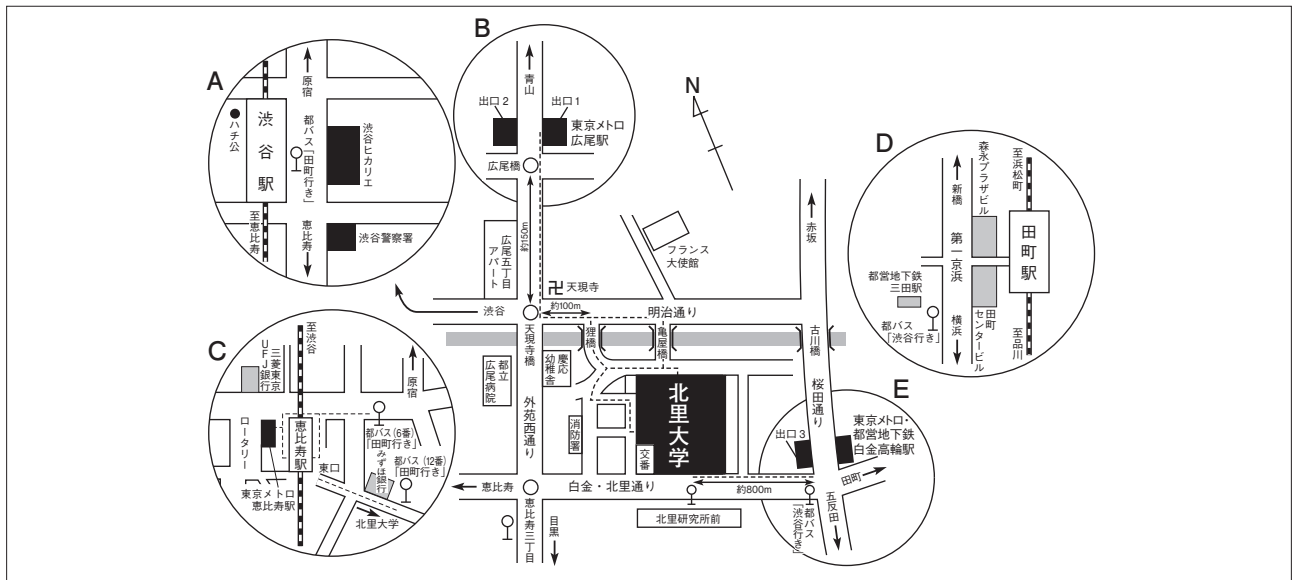 A
原宿
ハチ公
渋谷駅
都バス「田町行き」
渋谷ヒカリエ
至恵比寿
恵比寿
渋谷警察署
B
青山
出口2
出口1
東京メトロ
広尾駅
広尾橋
約1150m
広尾五丁目
アパート
N
フランス
大使館
赤坂
D
森永プラザビル
至浜松町
新橋
第一京浜
田町駅
都営地下鉄
三田駅
都バス
「渋谷行き」
横浜
田町
センタービル
至品川
卍天現寺
渋谷
約100m
明治通り
天現寺橋
狸橋
亀屋橋
古川橋
C
至渋谷
三菱東京
UFJ銀行
原宿
ロータリー
恵比寿駅
都バス(6番)
「田町行き」
みずほ銀行
都バス(12番)
「田町行き」
東口
東京メトロ
恵比寿駅
北里大学
都立
広尾病院
慶応
幼稚舎
外苑西通り
消防署
北里大学
交番
桜田通り
E
東京メトロ・
都営地下鉄
白金高輪駅
出口3
恵比寿
白金・北里通り
約800m
田町
北里研究所前
都バス
「渋谷行き」
五反田
恵比寿三丁目
目黒